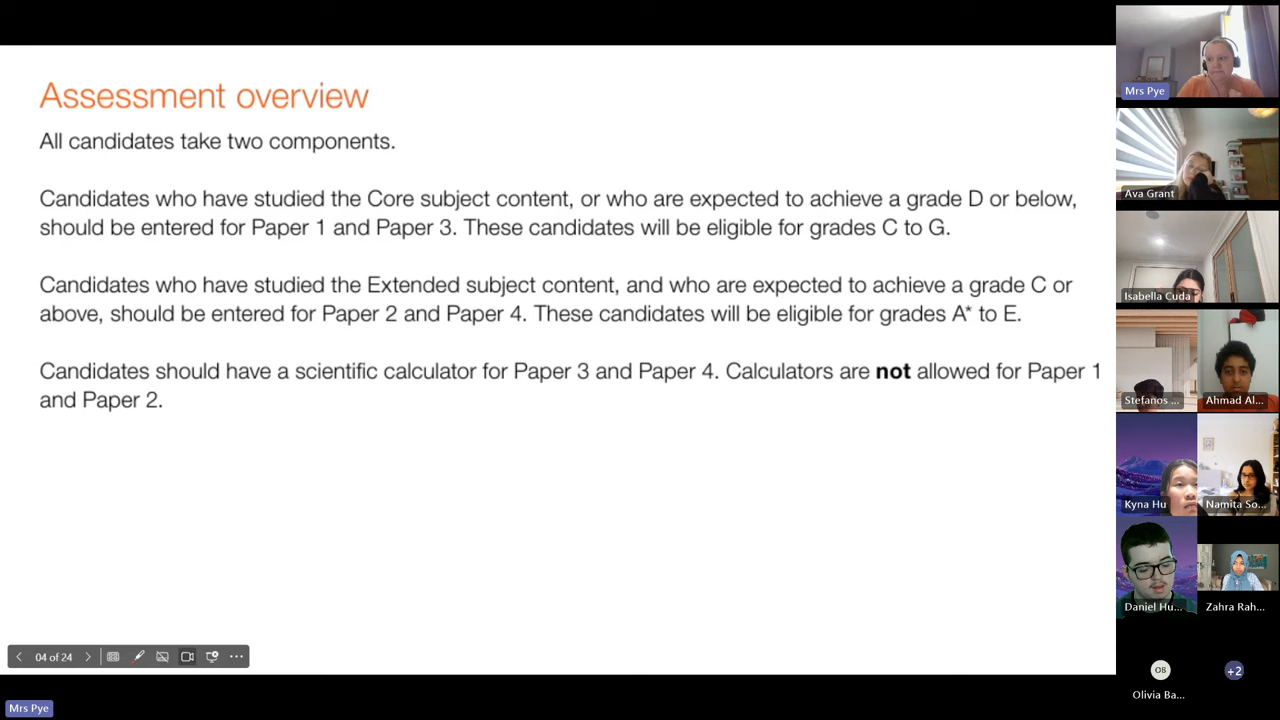 Assessment overview
All candidates take two components.
Candidates who have studied the Core subject content, or who are expected to achieve a grade D or below,
should be entered for Paper 1 and Paper 3. These candidates will be eligible for grades C to G.
Candidates who have studied the Extended subject content, and who are expected to achieve a grade C or
above, should be entered for Paper 2 and Paper 4. These candidates will be eligible for grades A* to E.
Candidates should have a scientific calculator for Paper 3 and Paper 4. Calculators are not allowed for Paper 1
and Paper 2.
04 of 24
Mrs Pye
Mrs Pye
Ava Grant
Isabella Cuda
Stefanos ...
Ahmad Al...
Kyna Hu
Namita So...
Daniel Hu...
Zahra Rah...
OB
+2
Olivia Ba...